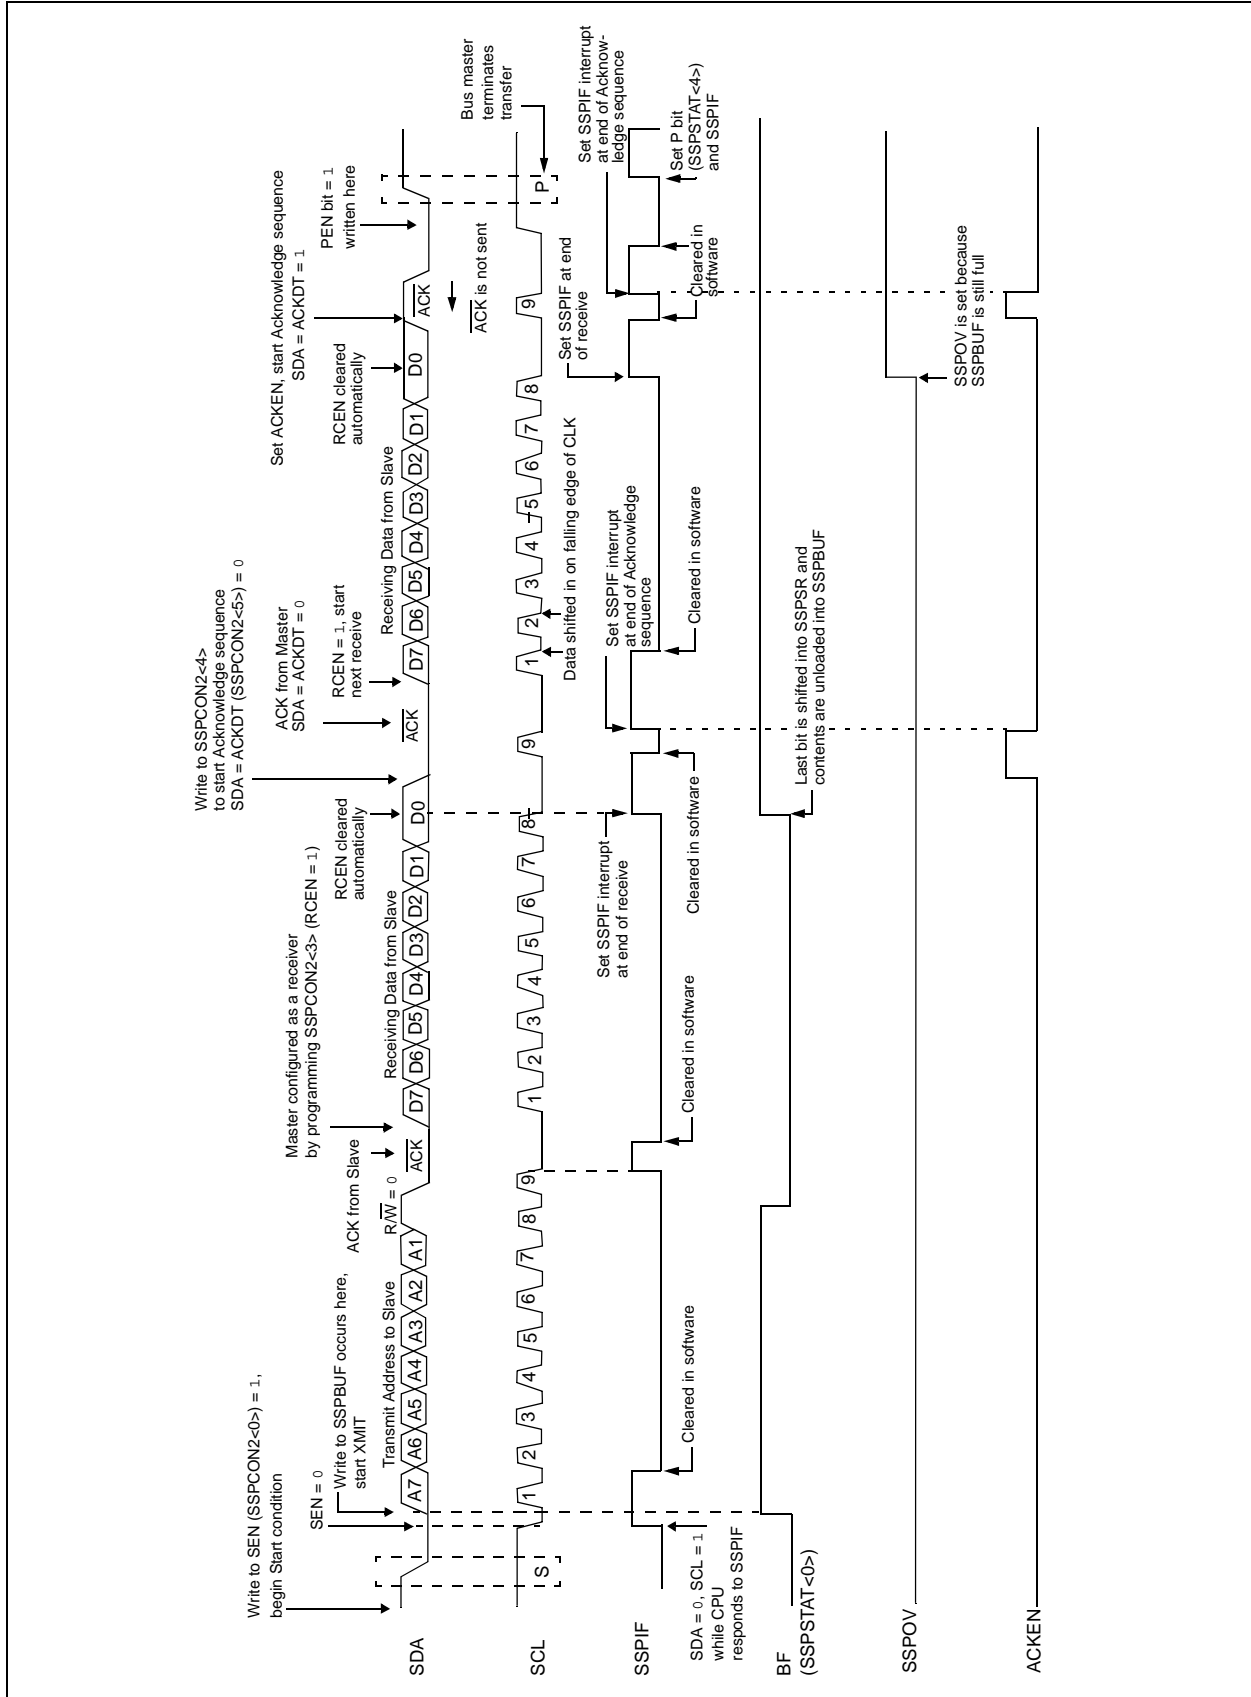 Write to SEN (SSPCON2<0>) = 1,
begin Start condition
SEN = 0
Write to SSPBUF occurs here,
start XMIT
Transmit Address to Slave
R/W = 0
ACK from Slave
Master configured as a receiver
by programming SSPCON2<3> (RCEN = 1)
Receiving Data from Slave
RCEN cleared
automatically
Write to SSPCON2<4>
to start Acknowledge sequence
SDA = ACKDT (SSPCON2<5>) = 0
ACK from Master
SDA = ACKDT = 0
RCEN = 1, start
next receive
Receiving Data from Slave
RCEN cleared
automatically
Set ACKEN, start Acknowledge sequence
SDA = ACKDT = 1
PEN bit = 1
written here
SDA
A7 A6 A5 A4 A3 A2 A1
ACK
D7 D6 D5 D4 D3 D2 D1 D0
ACK
D7 D6 D5 D4 D3 D2 D1 D0
ACK
ACK is not sent
Bus master
terminates
transfer
SCL
S
1 2 3 4 5 6 7 8 9
1 2 3 4 5 6 7 8 9
1 2 3 4 5 6 7 8 9
P
Data shifted in on falling edge of CLK
SSPIF
SDA = 0, SCL = 1
while CPU
responds to SSPIF
Cleared in software
Cleared in software
Set SSPIF interrupt
at end of receive
Cleared in software
Set SSPIF interrupt
at end of Acknowledge
sequence
Cleared in software
Set SSPIF at end
of receive
Cleared in
software
Set SSPIF interrupt
at end of Acknow-
ledge sequence
Set P bit
(SSPSTAT<4>)
and SSPIF
BF
(SSPSTAT<0>)
Last bit is shifted into SSPSR and
contents are unloaded into SSPBUF
SSPOV
SSPOV is set because
SSPBUF is still full
ACKEN